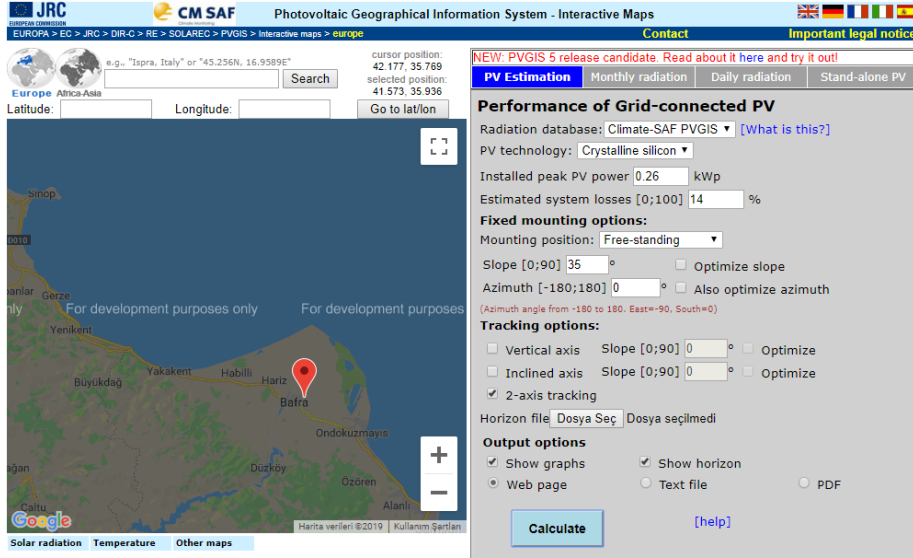 JRC
EUROPEAN COMMISSION
CM SAF
Climate Monitoring
Photovoltaic Geographical Information System - Interactive Maps
EUROPA > EC > JRC > DIR-C > RE > SOLAREC > PVGIS > Interactive maps > europe
Contact
Important legal notice
Europe
Africa-Asia
e.g., "Ispra, Italy" or "45.256N, 16.9589E"
Search
cursor position:
42.177, 35.769
selected position:
41.573, 35.936
Latitude:
Longitude:
Go to lat/lon
Sinop
D010
anlar
Gerze
nly
For development purposes only
For development purposes
Yenikent
Yakakent
Habilli
Hariz
Büyükdağ
Bafra
Ondokuzmayıs
Düzköy
ağan
Özören
Alanlı
Google
Harita verileri ©2019
Kullanım Şartları
Solar radiation
Temperature
Other maps
NEW: PVGIS 5 release candidate. Read about it here and try it out!
PV Estimation
Monthly radiation
Daily radiation
Stand-alone PV
Performance of Grid-connected PV
Radiation database: Climate-SAF PVGIS [What is this?]
PV technology: Crystalline silicon
Installed peak PV power 0.26 kWp
Estimated system losses [0;100] 14 %
Fixed mounting options:
Mounting position: Free-standing
Slope [0;90] 35 º Optimize slope
Azimuth [-180;180] 0 º Also optimize azimuth
(Azimuth angle from -180 to 180. East=-90, South=0)
Tracking options:
Vertical axis Slope [0;90] 0 º Optimize
Inclined axis Slope [0;90] 0 º Optimize
2-axis tracking
Horizon file Dosya Seç Dosya seçilmedi
Output options
Show graphs Show horizon
Web page Text file PDF
Calculate
[help]